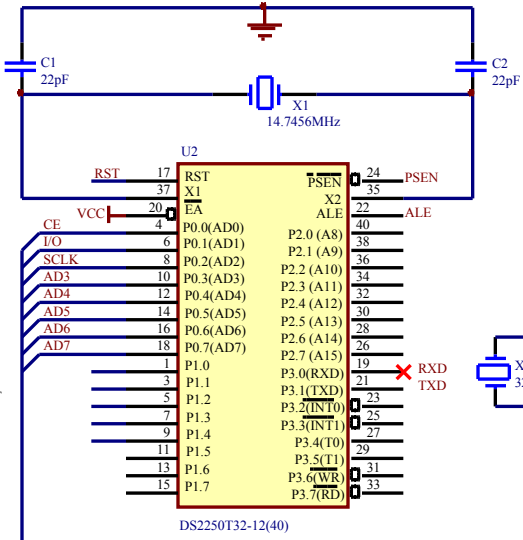 C1
22pF
C2
22pF
X1
14.7456MHz
U2
RST 17 RST PSEN 24 PSEN
37 X1 X2 35
VCC 20 EA ALE 22 ALE
CE 4 P0.0(AD0) P2.0 (A8) 40
I/O 6 P0.1(AD1) P2.1 (A9) 38
SCLK 8 P0.2(AD2) P2.2 (A10) 36
AD3 10 P0.3(AD3) P2.3 (A11) 34
AD4 12 P0.4(AD4) P2.4 (A12) 32
AD5 14 P0.5(AD5) P2.5 (A13) 30
AD6 16 P0.6(AD6) P2.6 (A14) 28
AD7 18 P0.7(AD7) P2.7 (A15) 26
1 P1.0 P3.0(RXD) 19 RXD
3 P1.1 P3.1(TXD) 21 TXD
5 P1.2 P3.2(INT0) 23
7 P1.3 P3.3(INT1) 25
9 P1.4 P3.4(T0) 27
11 P1.5 P3.5(T1) 29
13 P1.6 P3.6(WR) 31
15 P1.7 P3.7(RD) 33
DS2250T32-12(40)